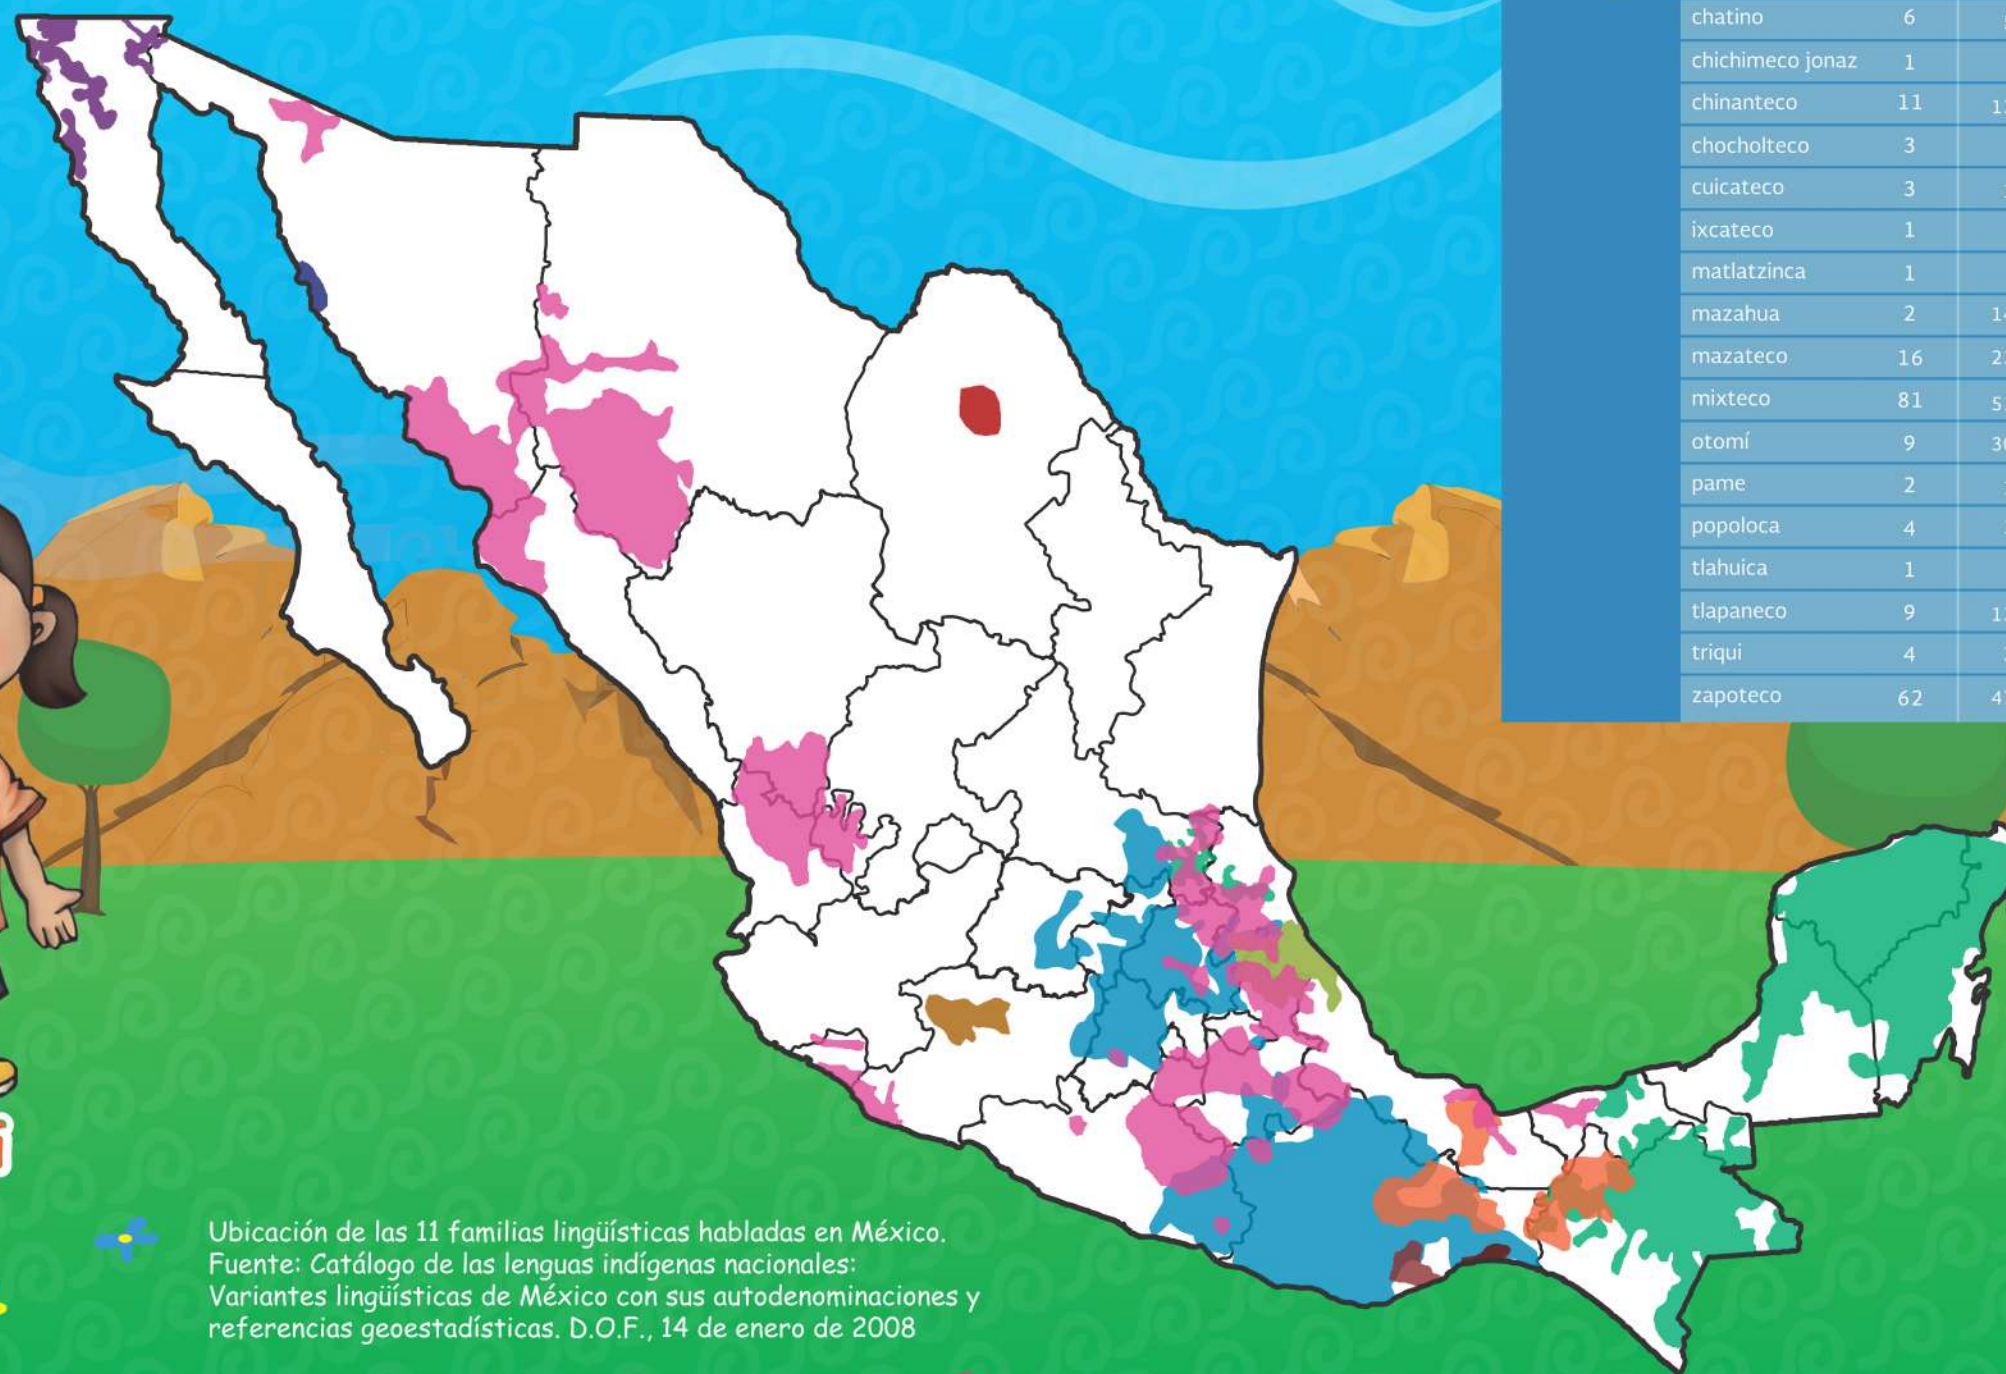 chatino 6
chichimeco jonaz 1
chinanteco 11
chocholteco 3
cuicateco 3
ixcateco 1
matlatzinca 1
mazahua 2
mazateco 16
mixteco 81
otomí 9
pame 2
popoloca 4
tlahuica 1
tlapaneco 9
triqui 4
zapoteco 62
Ubicación de las 11 familias lingüísticas habladas en México.
Fuente: Catálogo de las lenguas indígenas nacionales:
Variantes lingüísticas de México con sus autodenominaciones y
referencias geoestadísticas. D.O.F., 14 de enero de 2008